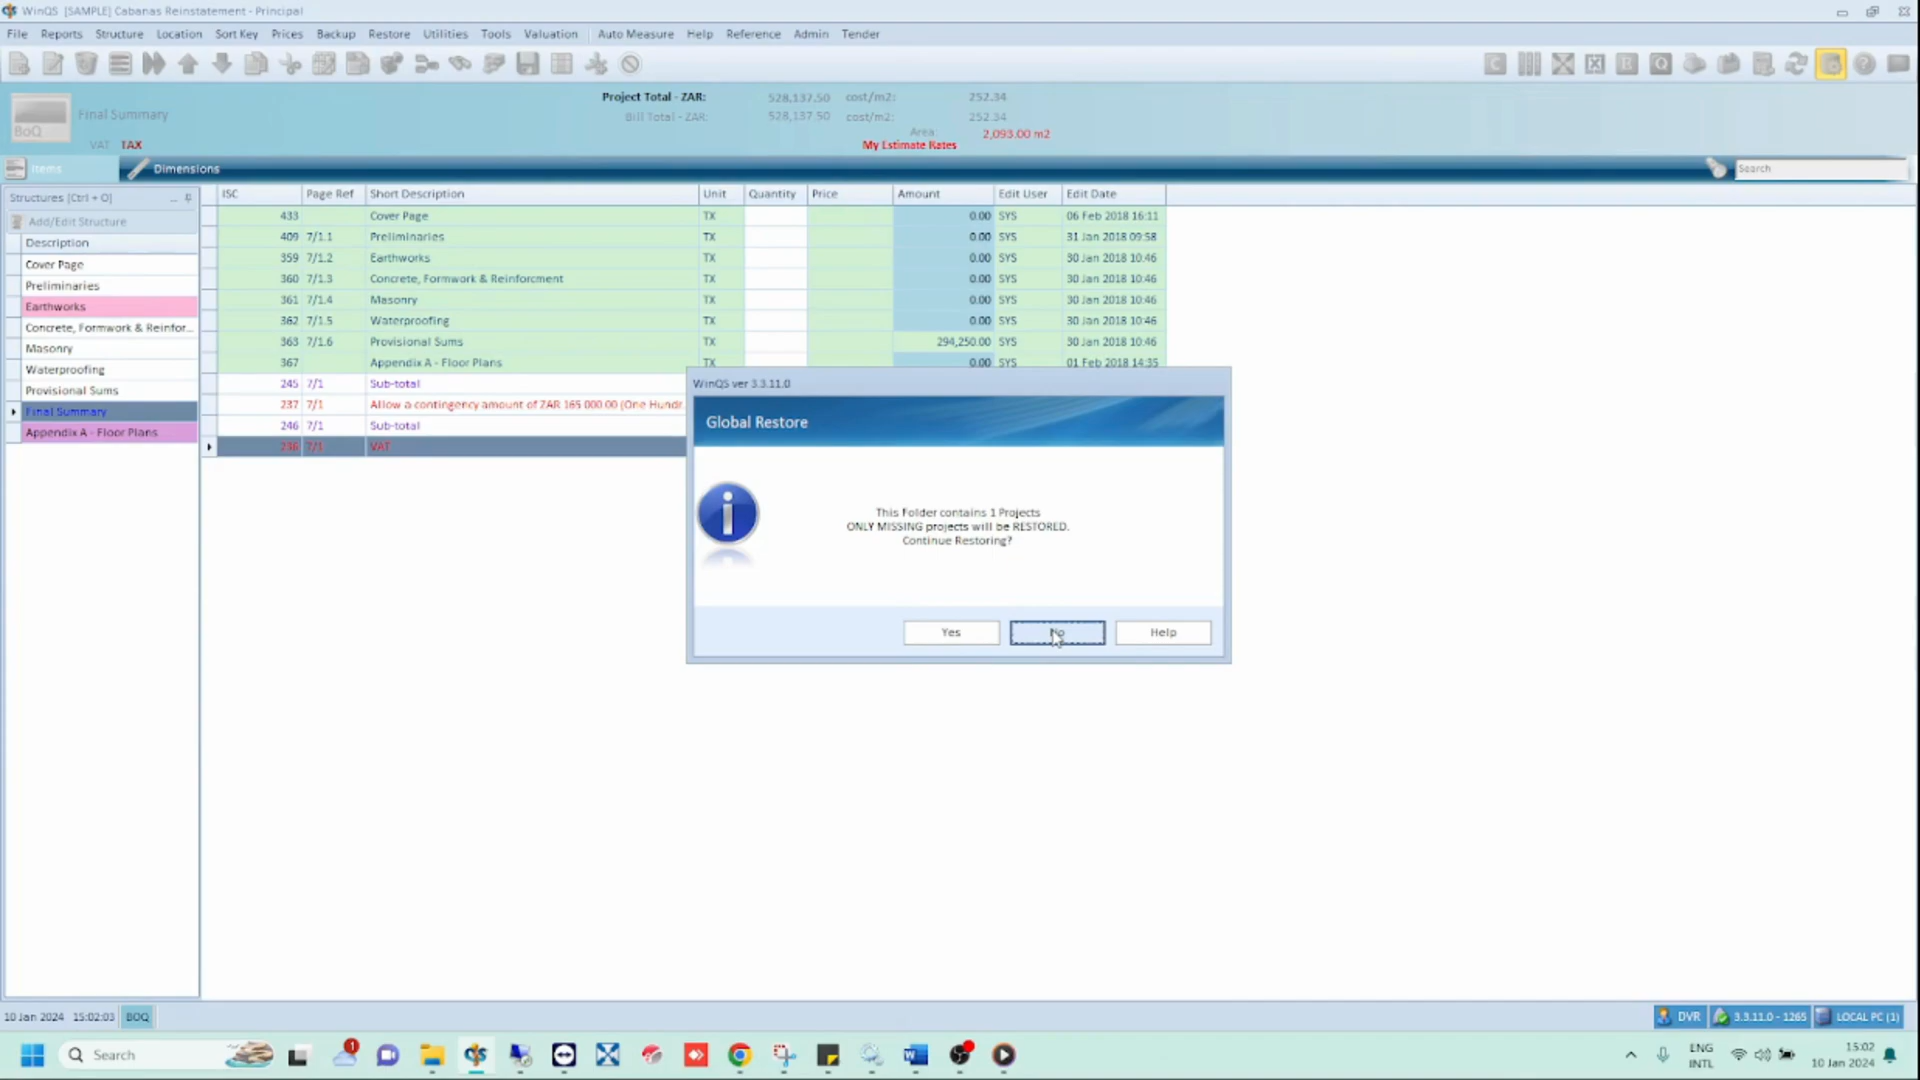 WinQS [SAMPLE] Cabanas Reinstatement - Principal
File Reports Structure Location Sort Key Prices Backup Restore Utilities Tools Valuation Auto Measure Help Reference Admin Tender
BoQ Final Summary
VAT TAX
Project Total - ZAR: 528,137.50 cost/m2: 252.34
Bill Total - ZAR: 528,137.50 cost/m2: 252.34
Area: 2,093.00 m2
My Estimate Rates
Items Dimensions Search
Structures [Ctrl + O] ...
Add/Edit Structure
Description
Cover Page
Preliminaries
Earthworks
Concrete, Formwork & Reinfor...
Masonry
Waterproofing
Provisional Sums
Final Summary
Appendix A - Floor Plans
ISC Page Ref Short Description Unit Quantity Price Amount Edit User Edit Date
433 Cover Page TX 0.00 SYS 06 Feb 2018 16:11
409 7/1.1 Preliminaries TX 0.00 SYS 31 Jan 2018 09:58
359 7/1.2 Earthworks TX 0.00 SYS 30 Jan 2018 10:46
360 7/1.3 Concrete, Formwork & Reinforcment TX 0.00 SYS 30 Jan 2018 10:46
361 7/1.4 Masonry TX 0.00 SYS 30 Jan 2018 10:46
362 7/1.5 Waterproofing TX 0.00 SYS 30 Jan 2018 10:46
363 7/1.6 Provisional Sums TX 294,250.00 SYS 30 Jan 2018 10:46
367 Appendix A - Floor Plans TX 0.00 SYS 01 Feb 2018 14:35
245 7/1 Sub-total
237 7/1 Allow a contingency amount of ZAR 165 000.00 (One Hundr
246 7/1 Sub-total
236 7/1 VAT
WinQS ver 3.3.11.0
Global Restore
This Folder contains 1 Projects
ONLY MISSING projects will be RESTORED.
Continue Restoring?
Yes No Help
10 Jan 2024 15:02:03 BOQ DVR 3.3.11.0 - 1265 LOCAL PC (1)
Search 1 ENG INTL 15:02
10 Jan 2024